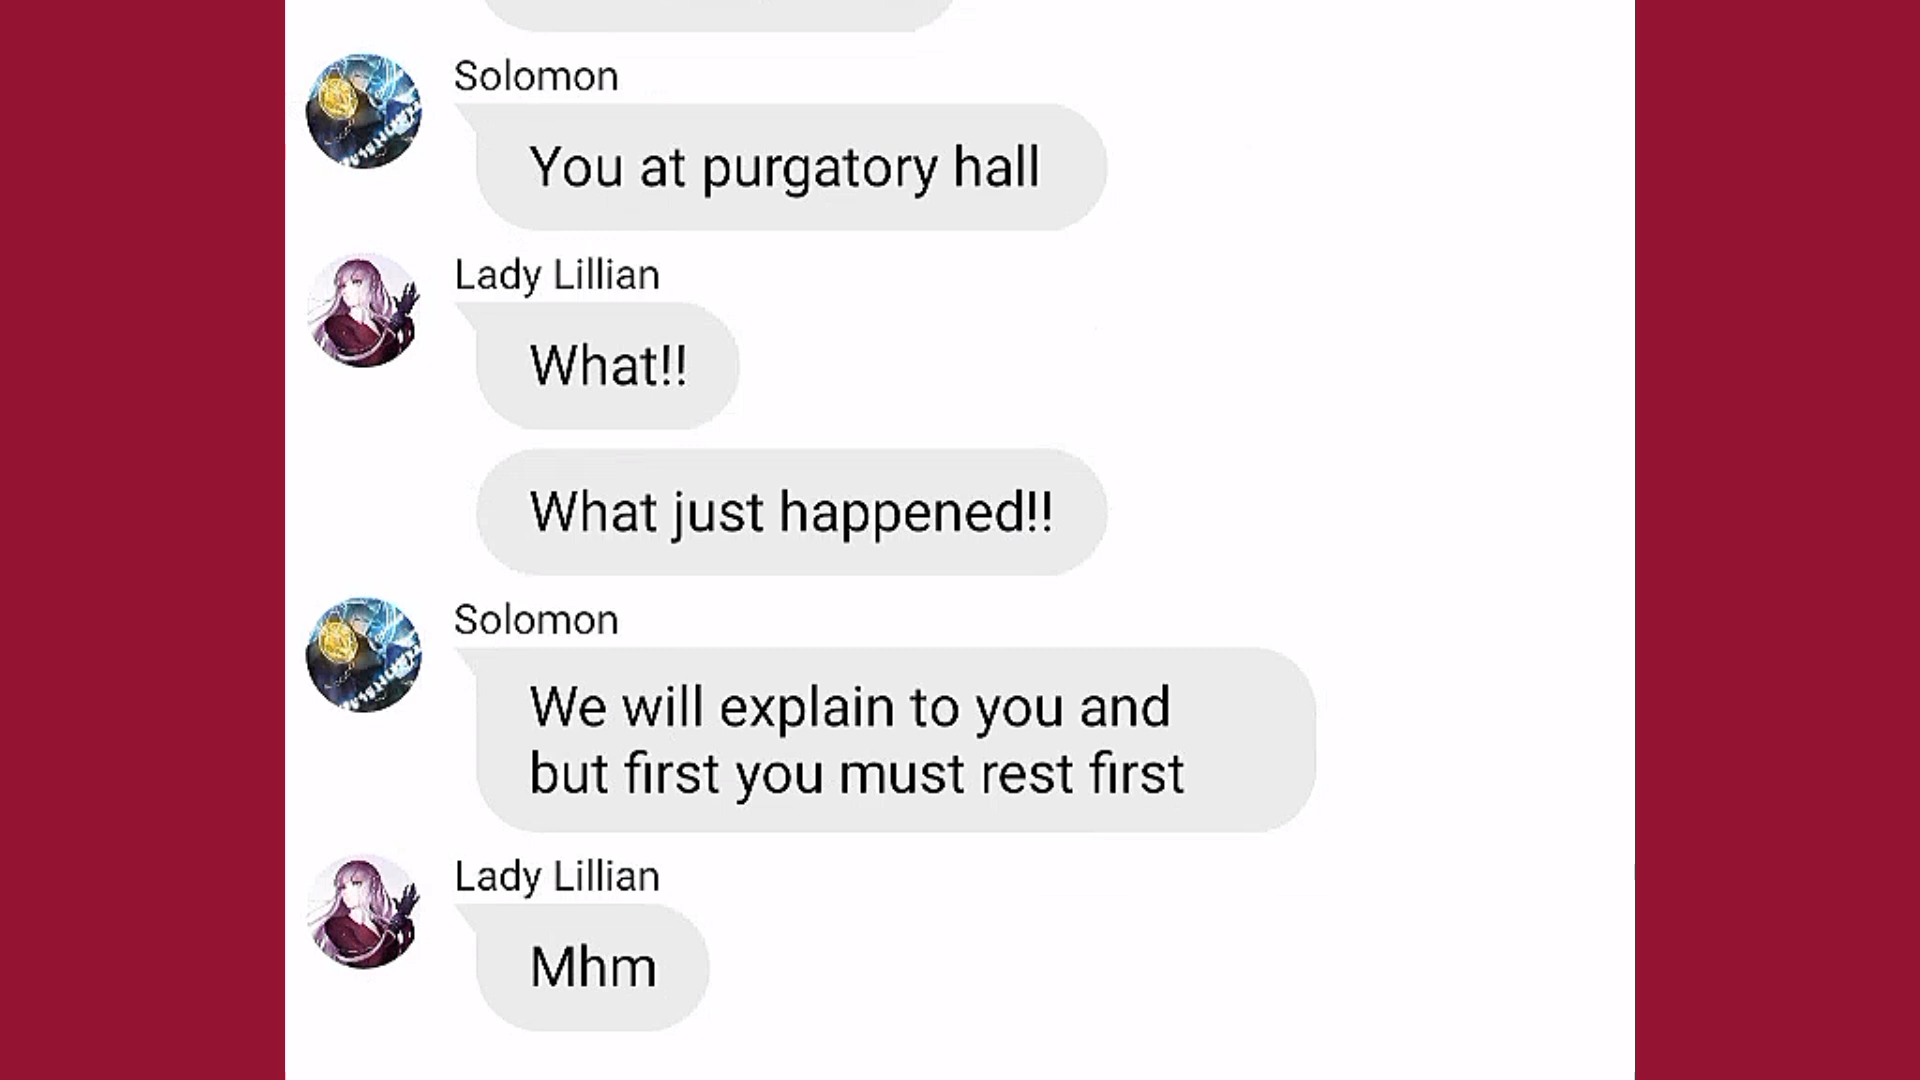 Solomon
You at purgatory hall
Lady Lillian
What!!
What just happened!!
Solomon
We will explain to you and
but first you must rest first
Lady Lillian
Mhm